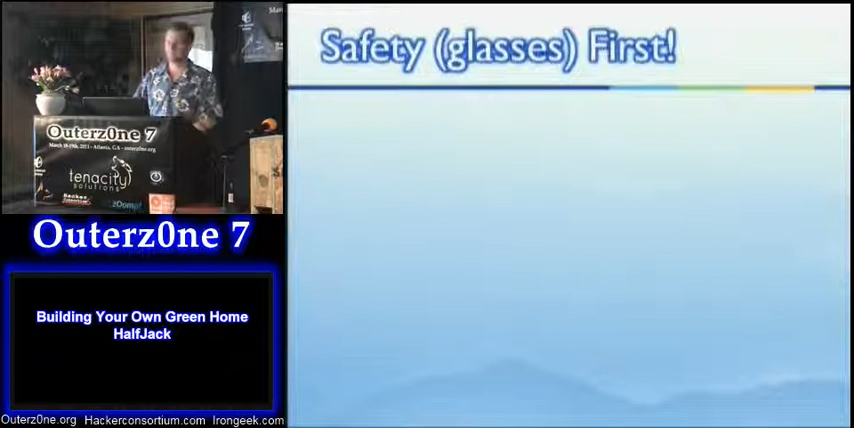 Safety (glasses) First!
Outerz0ne 7
tenacity
solutions
Outerz0ne 7
Building Your Own Green Home
HalfJack
Outerz0ne.org Hackerconsortium.com Irongeek.com